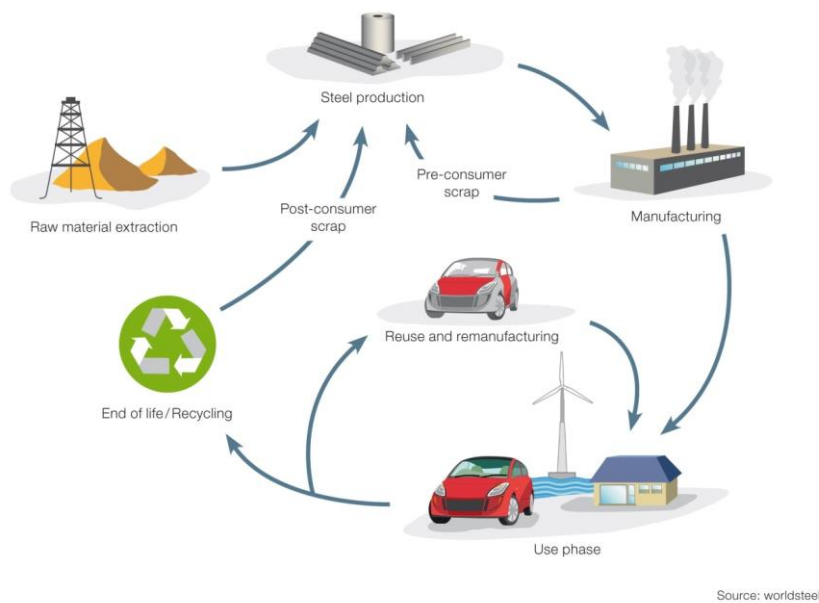 Steel production
Pre-consumer
scrap
Manufacturing
Raw material extraction
Post-consumer
scrap
Reuse and remanufacturing
End of life/Recycling
Use phase
Source: worldsteel